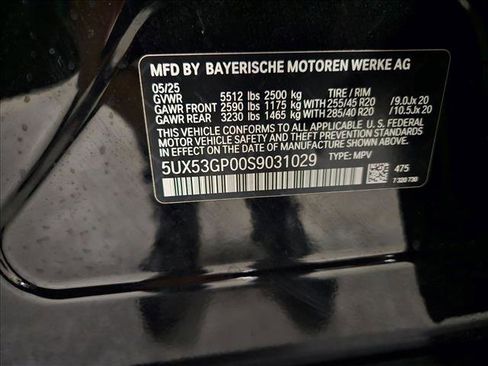 MFD BY BAYERISCHE MOTOREN WERKE AG
05/25
GVWR 5512 lbs 2500 kg TIRE / RIM
GAWR FRONT 2590 lbs 1175 kg WITH 255/45 R20 /9.0Jx 20
GAWR REAR 3230 lbs 1465 kg WITH 285/40 R20 /10.5Jx 20
THIS VEHICLE CONFORMS TO ALL APPLICABLE U.S. FEDERAL
MOTOR VEHICLE SAFETY AND THEFT PREVENTION STANDARDS
IN EFFECT ON THE DATE OF MANUFACTURE SHOWN ABOVE.
5UX53GP00S9031029 TYPE: MPV
475
7 320 730